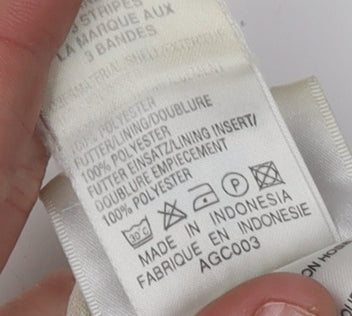 3 STRIPES
LA MARQUE AUX
3 BANDES
100% POLYESTER
FUTTER/LINING/DOUBLURE
100% POLYESTER
FUTTER EINSATZ/LINING INSERT/
DOUBLURE EMPIECEMENT
100% POLYESTER
30°C P
MADE IN INDONESIA
FABRIQUE EN INDONESIE
AGC003